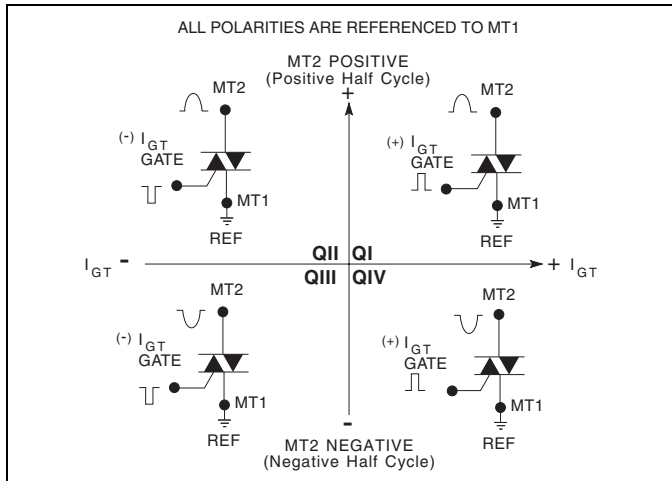 ALL POLARITIES ARE REFERENCED TO MT1
MT2 POSITIVE
(Positive Half Cycle)
+
MT2
(-) IGT
GATE
MT1
REF
MT2
(+) IGT
GATE
MT1
REF
IGT -
QII QI
QIII QIV
+ IGT
MT2
(-) IGT
GATE
MT1
REF
MT2
(+) IGT
GATE
MT1
REF
-
MT2 NEGATIVE
(Negative Half Cycle)